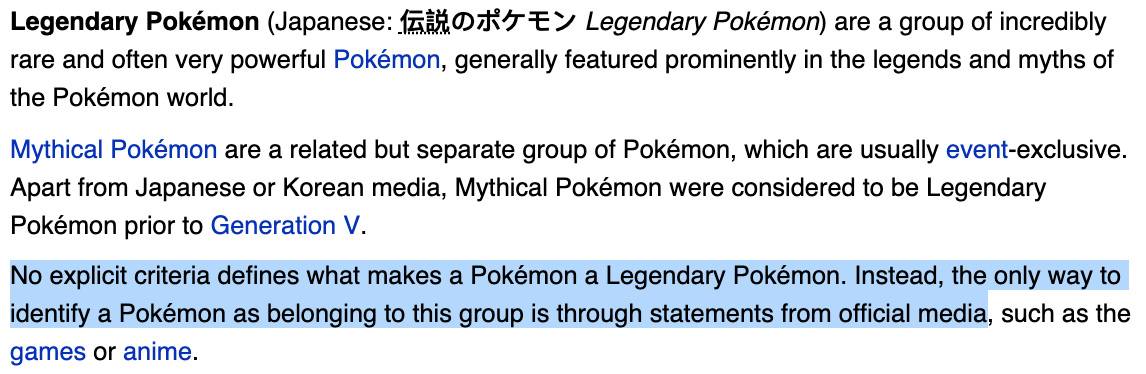 Legendary Pokémon (Japanese: 伝説のポケモン Legendary Pokémon) are a group of incredibly
rare and often very powerful Pokémon, generally featured prominently in the legends and myths of
the Pokémon world.
Mythical Pokémon are a related but separate group of Pokémon, which are usually event-exclusive.
Apart from Japanese or Korean media, Mythical Pokémon were considered to be Legendary
Pokémon prior to Generation V.
No explicit criteria defines what makes a Pokémon a Legendary Pokémon. Instead, the only way to
identify a Pokémon as belonging to this group is through statements from official media, such as the
games or anime.